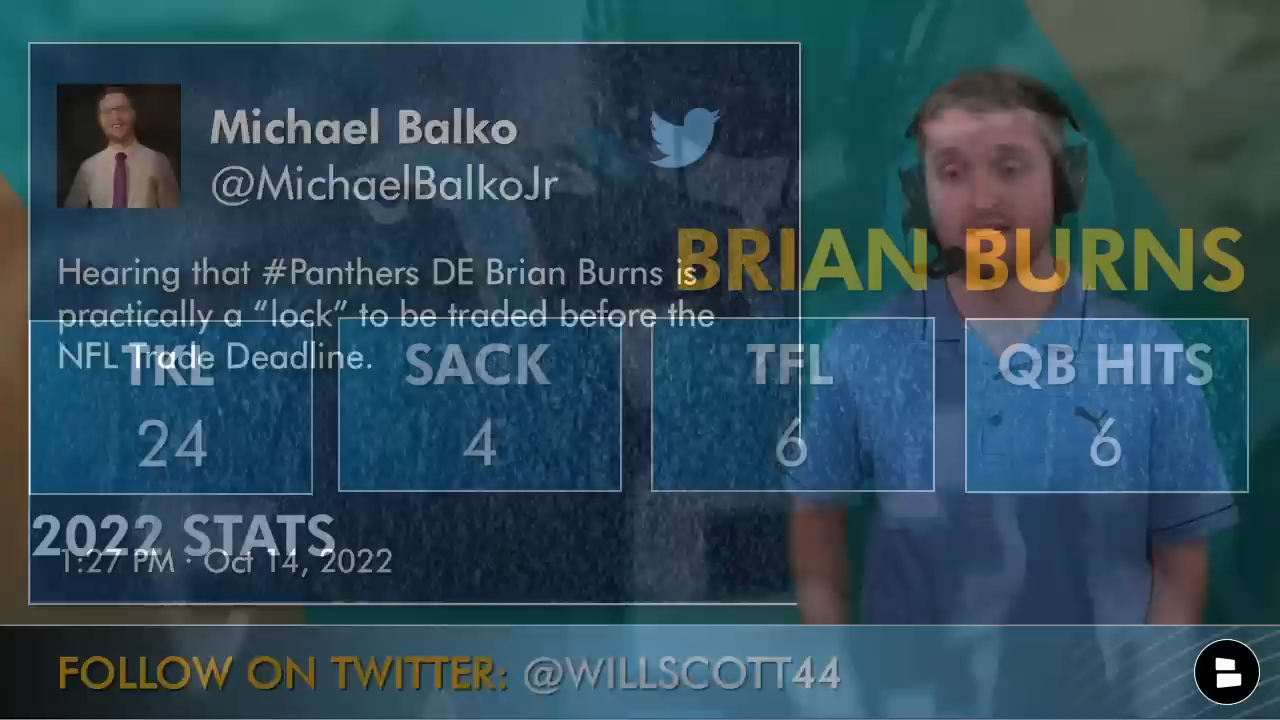 Michael Balko
@MichaelBalkoJr
Hearing that #Panthers DE Brian Burns is
practically a “lock” to be traded before the
NFL Trade Deadline.
1:27 PM · Oct 14, 2022
BRIAN BURNS
TKL SACK TFL QB HITS
24 4 6 6
2022 STATS
FOLLOW ON TWITTER: @WILLSCOTT44